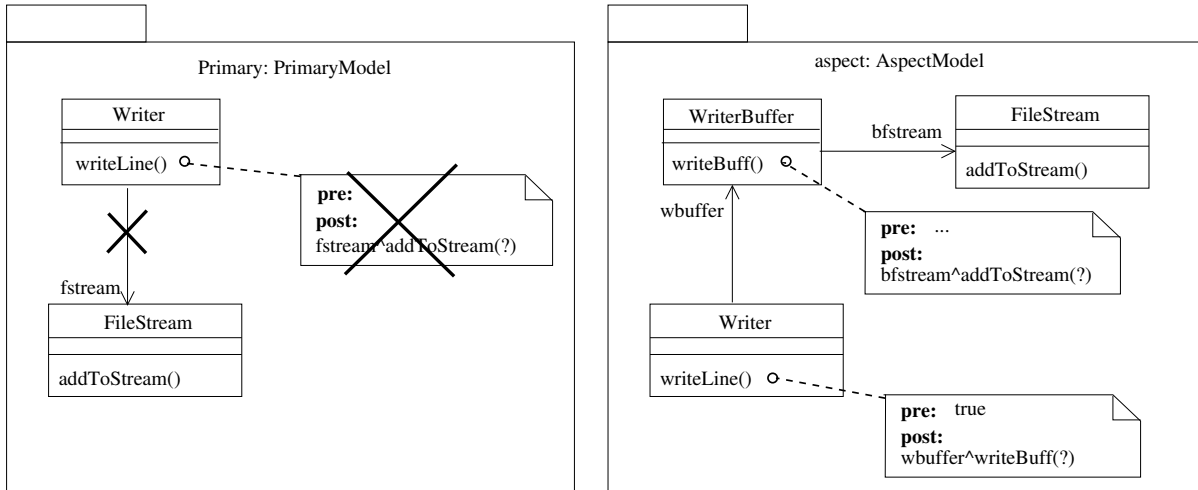 Primary: PrimaryModel
Writer
writeLine()
pre:
post:
fstream^addToStream(?)
fstream
FileStream
addToStream()
aspect: AspectModel
WriterBuffer
writeBuff()
bfstream
FileStream
addToStream()
wbuffer
pre: ...
post:
bfstream^addToStream(?)
Writer
writeLine()
pre: true
post:
wbuffer^writeBuff(?)